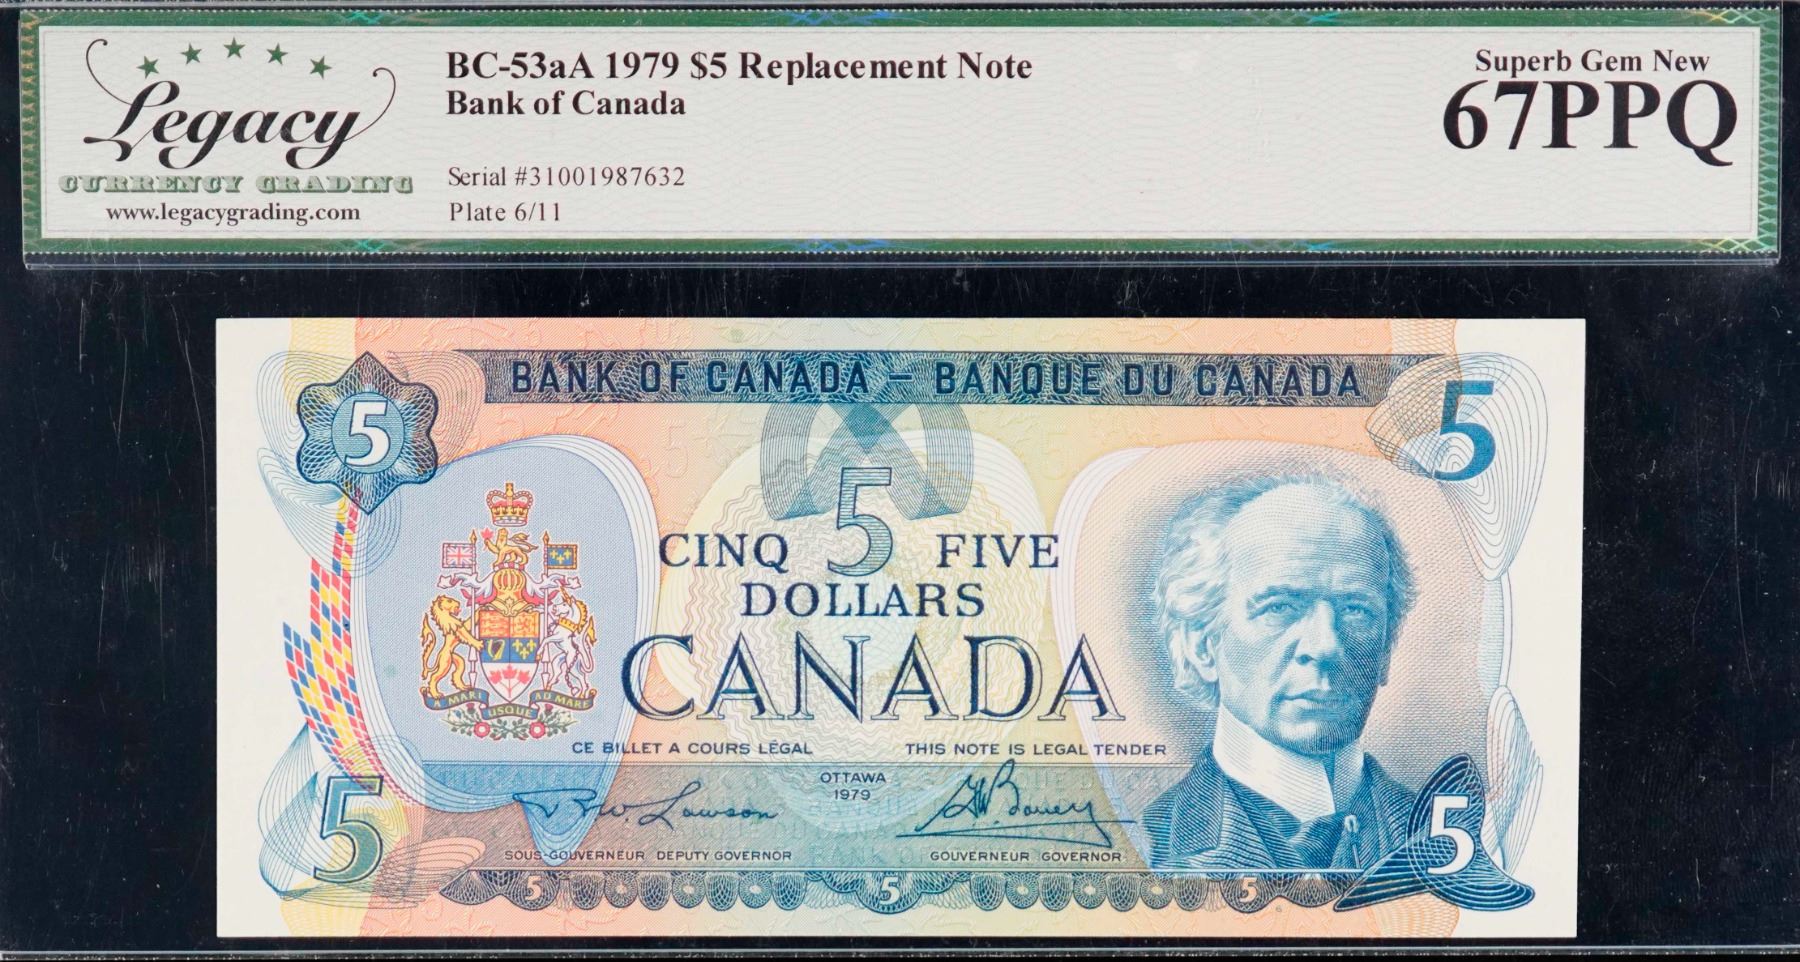 Legacy
CURRENCY GRADING
www.legacygrading.com
BC-53aA 1979 $5 Replacement Note
Bank of Canada
Serial #31001987632
Plate 6/11
Superb Gem New
67PPQ
BANK OF CANADA – BANQUE DU CANADA
5
5
5
CINQ FIVE
DOLLARS
CANADA
A MARI USQUE AD MARE
CE BILLET A COURS LÉGAL
THIS NOTE IS LEGAL TENDER
OTTAWA
1979
J.R.W. Lawson
G.K. Bouey
SOUS-GOUVERNEUR DEPUTY GOVERNOR
GOUVERNEUR GOVERNOR
5
5
5 5 5